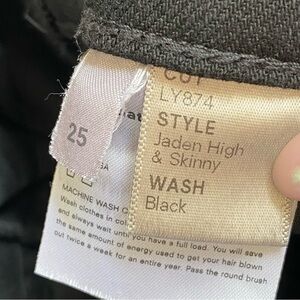 CUT
LY874
STYLE
Jaden High
& Skinny
WASH
Black
25
MACHINE WASH C
Wash clothes in col
and always wait until you have a full load. You will s
the same amount of energy used to get your hair blown
out twice a week for an entire year. Pass the round brush